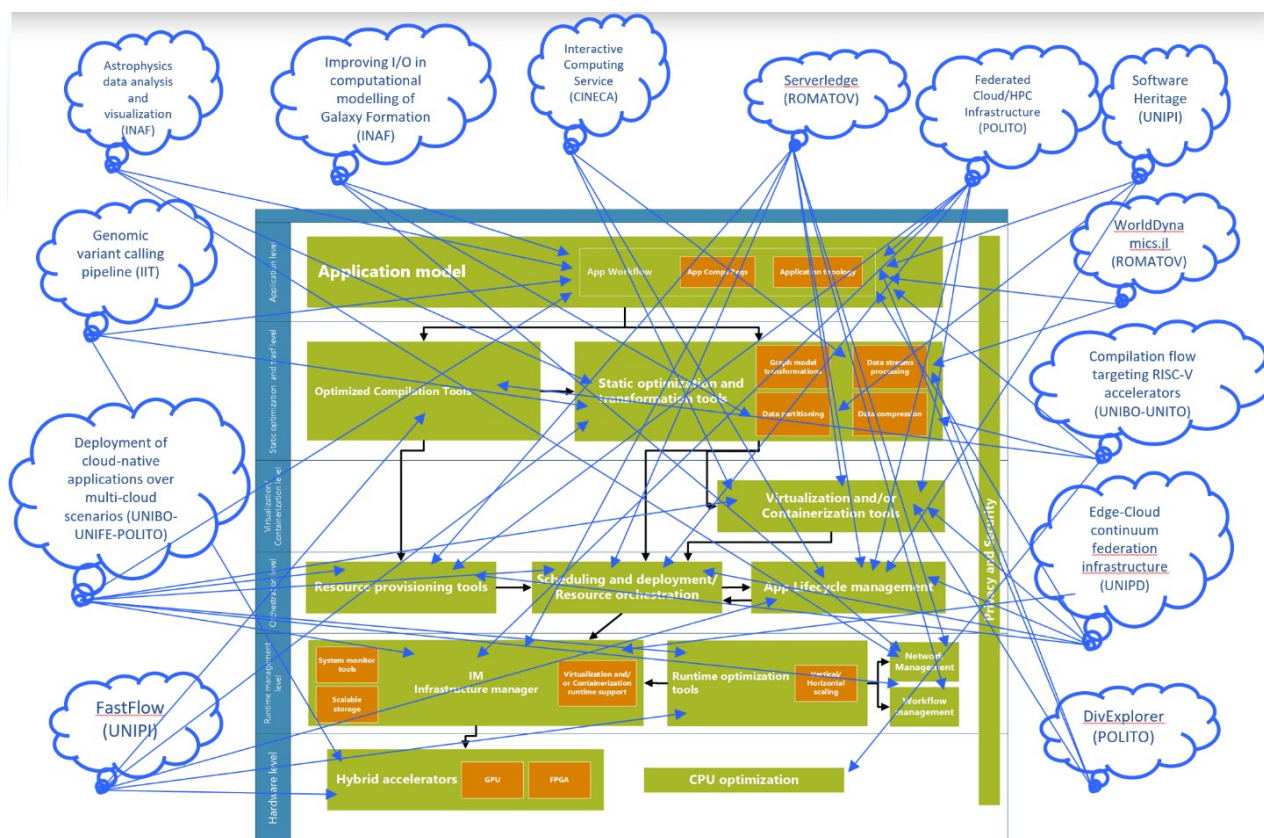 Astrophysics
data analysis
and
visualization
(INAF)
Improving I/O in
computational
modelling of
Galaxy Formation
(INAF)
Interactive
Computing
Service
(CINECA)
Serverledge
(ROMATOV)
Federated
Cloud/HPC
Infrastructure
(POLITO)
Software
Heritage
(UNIPI)
Genomic
variant calling
pipeline (IIT)
WorldDyna
mics.jl
(ROMATOV)
Application level
Application model
App Workflow
App Comp Reqs
Application topology
Static optimization and trasf level
Optimized Compilation Tools
Static optimization and
transformation tools
Graph model
transformations
Data streams
processing
Data partitioning
Data compression
Compilation flow
targeting RISC-V
accelerators
(UNIBO-UNITO)
Deployment of
cloud-native
applications over
multi-cloud
scenarios (UNIBO-
UNIFE-POLITO)
Virtualization/
Containerization level
Virtualization and/or
Containerization tools
Privacy and Security
Edge-Cloud
continuum
federation
infrastructure
(UNIPD)
Orchestration level
Resource provisioning tools
Scheduling and deployment/
Resource orchestration
App Lifecycle management
Runtime management
level
System monitor
tools
Scalable
storage
IM
Infrastructure manager
Virtualization and/
or Containerization
runtime support
Runtime optimization
tools
Vertical/
Horizontal
scaling
Network
Management
Workflow
management
FastFlow
(UNIPI)
DivExplorer
(POLITO)
Hardware level
Hybrid accelerators
GPU
FPGA
CPU optimization